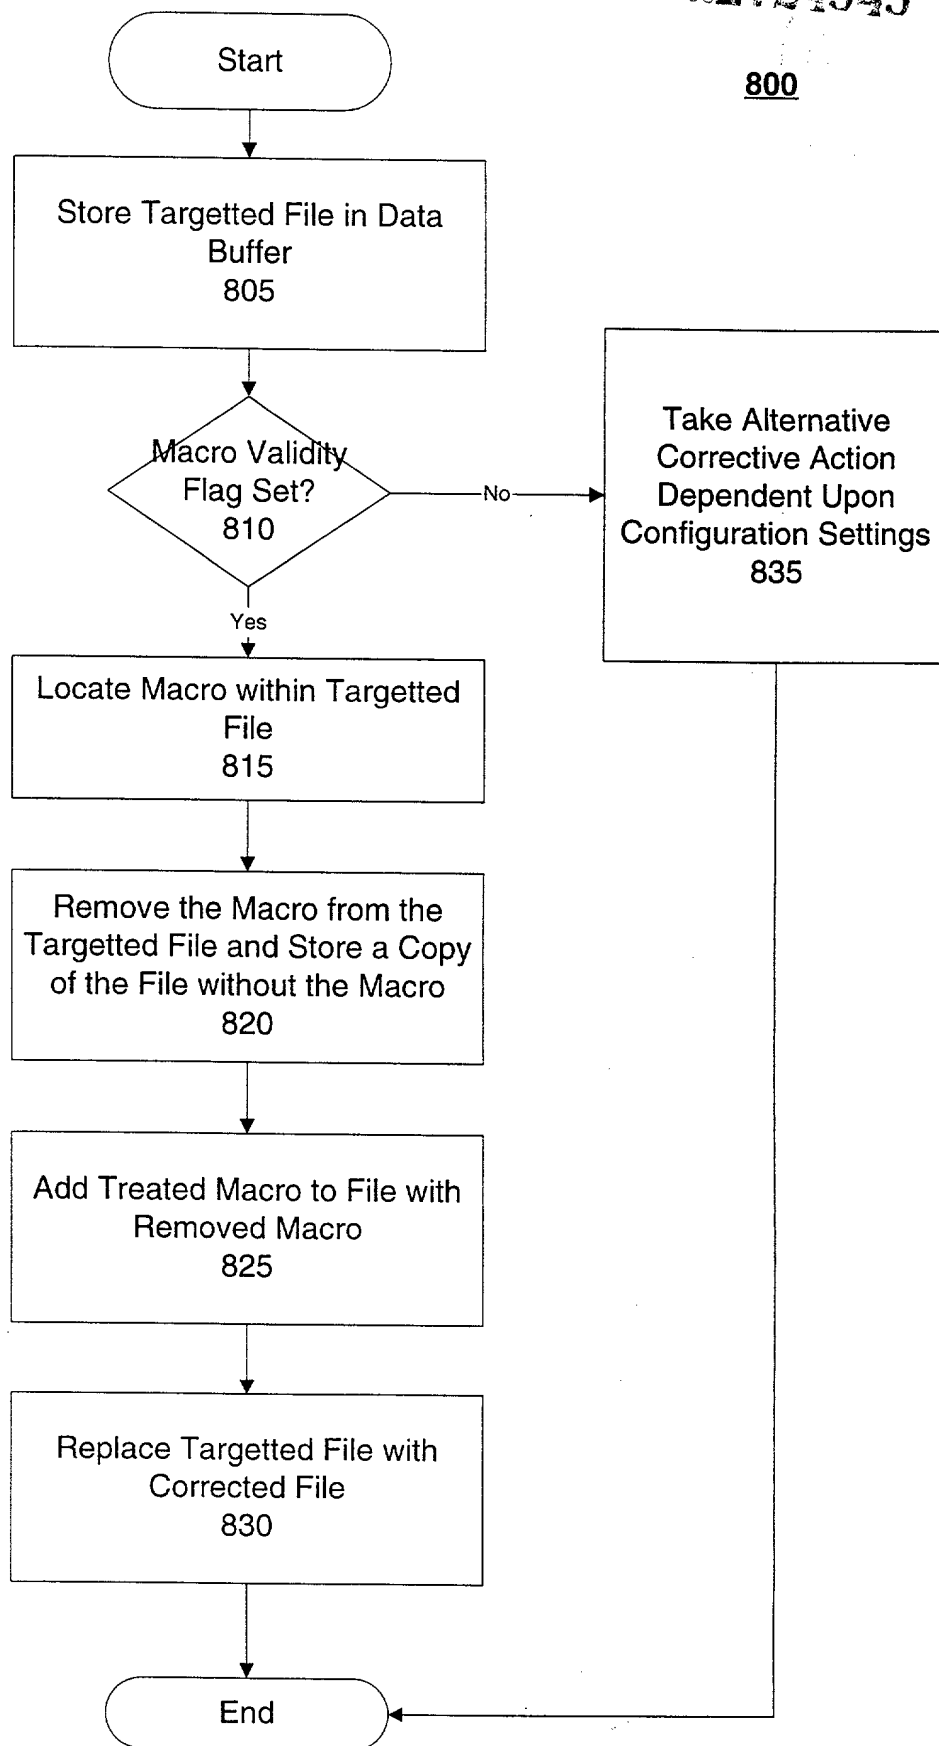 Start
800
Store Targetted File in Data
Buffer
805
Macro Validity
Flag Set?
810
No
Take Alternative
Corrective Action
Dependent Upon
Configuration Settings
835
Yes
Locate Macro within Targetted
File
815
Remove the Macro from the
Targetted File and Store a Copy
of the File without the Macro
820
Add Treated Macro to File with
Removed Macro
825
Replace Targetted File with
Corrected File
830
End